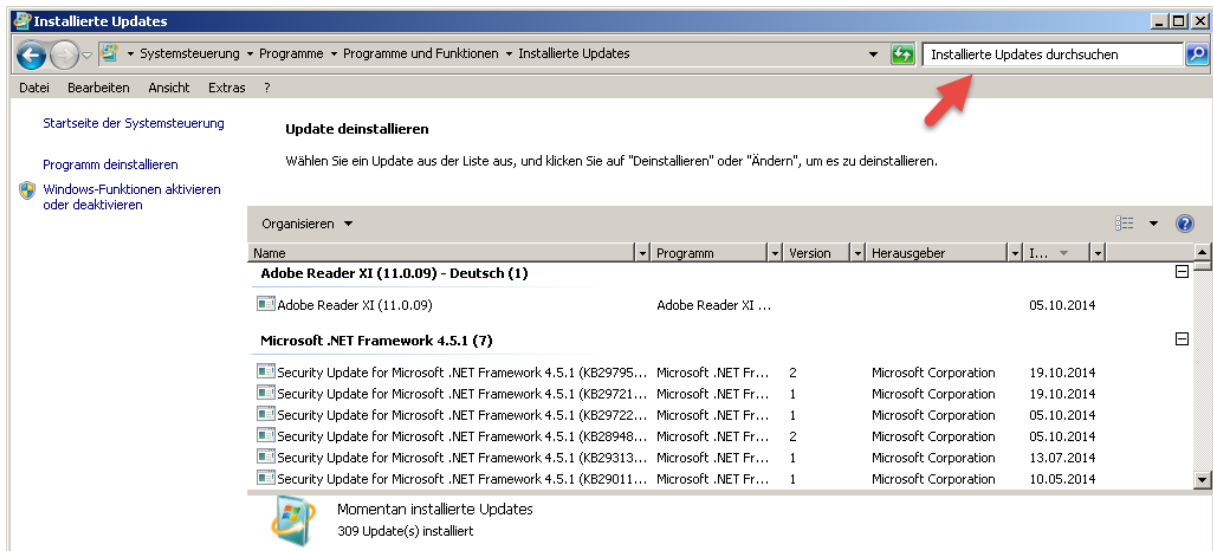 Installierte Updates
Systemsteuerung Programme Programme und Funktionen Installierte Updates
Installierte Updates durchsuchen
Datei Bearbeiten Ansicht Extras ?
Startseite der Systemsteuerung
Programm deinstallieren
Windows-Funktionen aktivieren
oder deaktivieren
Update deinstallieren
Wählen Sie ein Update aus der Liste aus, und klicken Sie auf "Deinstallieren" oder "Ändern", um es zu deinstallieren.
Organisieren
Name Programm Version Herausgeber I...
Adobe Reader XI (11.0.09) - Deutsch (1)
Adobe Reader XI (11.0.09) Adobe Reader XI ... 05.10.2014
Microsoft .NET Framework 4.5.1 (7)
Security Update for Microsoft .NET Framework 4.5.1 (KB29795... Microsoft .NET Fr... 2 Microsoft Corporation 19.10.2014
Security Update for Microsoft .NET Framework 4.5.1 (KB29721... Microsoft .NET Fr... 1 Microsoft Corporation 19.10.2014
Security Update for Microsoft .NET Framework 4.5.1 (KB29722... Microsoft .NET Fr... 1 Microsoft Corporation 05.10.2014
Security Update for Microsoft .NET Framework 4.5.1 (KB28948... Microsoft .NET Fr... 2 Microsoft Corporation 05.10.2014
Security Update for Microsoft .NET Framework 4.5.1 (KB29313... Microsoft .NET Fr... 1 Microsoft Corporation 13.07.2014
Security Update for Microsoft .NET Framework 4.5.1 (KB29011... Microsoft .NET Fr... 1 Microsoft Corporation 10.05.2014
Momentan installierte Updates
309 Update(s) installiert